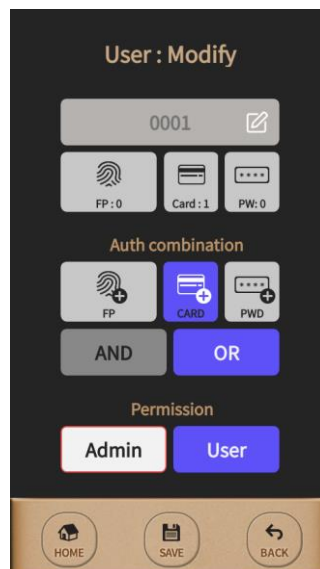 User : Modify
0001
FP : 0 Card : 1 PW: 0
Auth combination
FP CARD PWD
AND OR
Permission
Admin User
HOME SAVE BACK